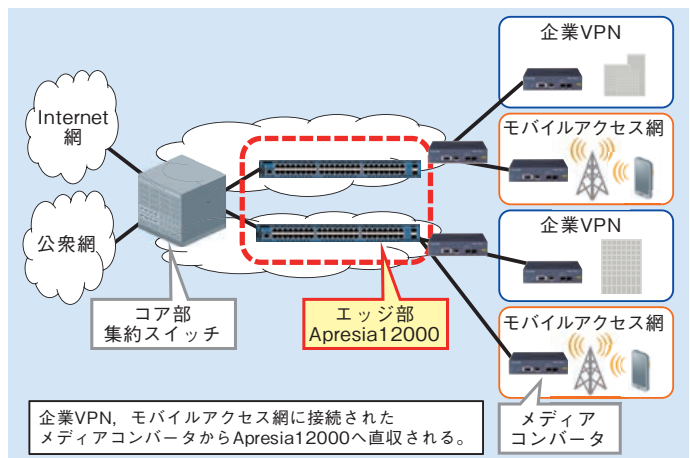 企業VPN
Internet
網
モバイルアクセス網
公衆網
企業VPN
コア部
集約スイッチ
エッジ部
Apresia12000
モバイルアクセス網
企業VPN，モバイルアクセス網に接続された
メディアコンバータからApresia12000へ直収される。
メディア
コンバータ